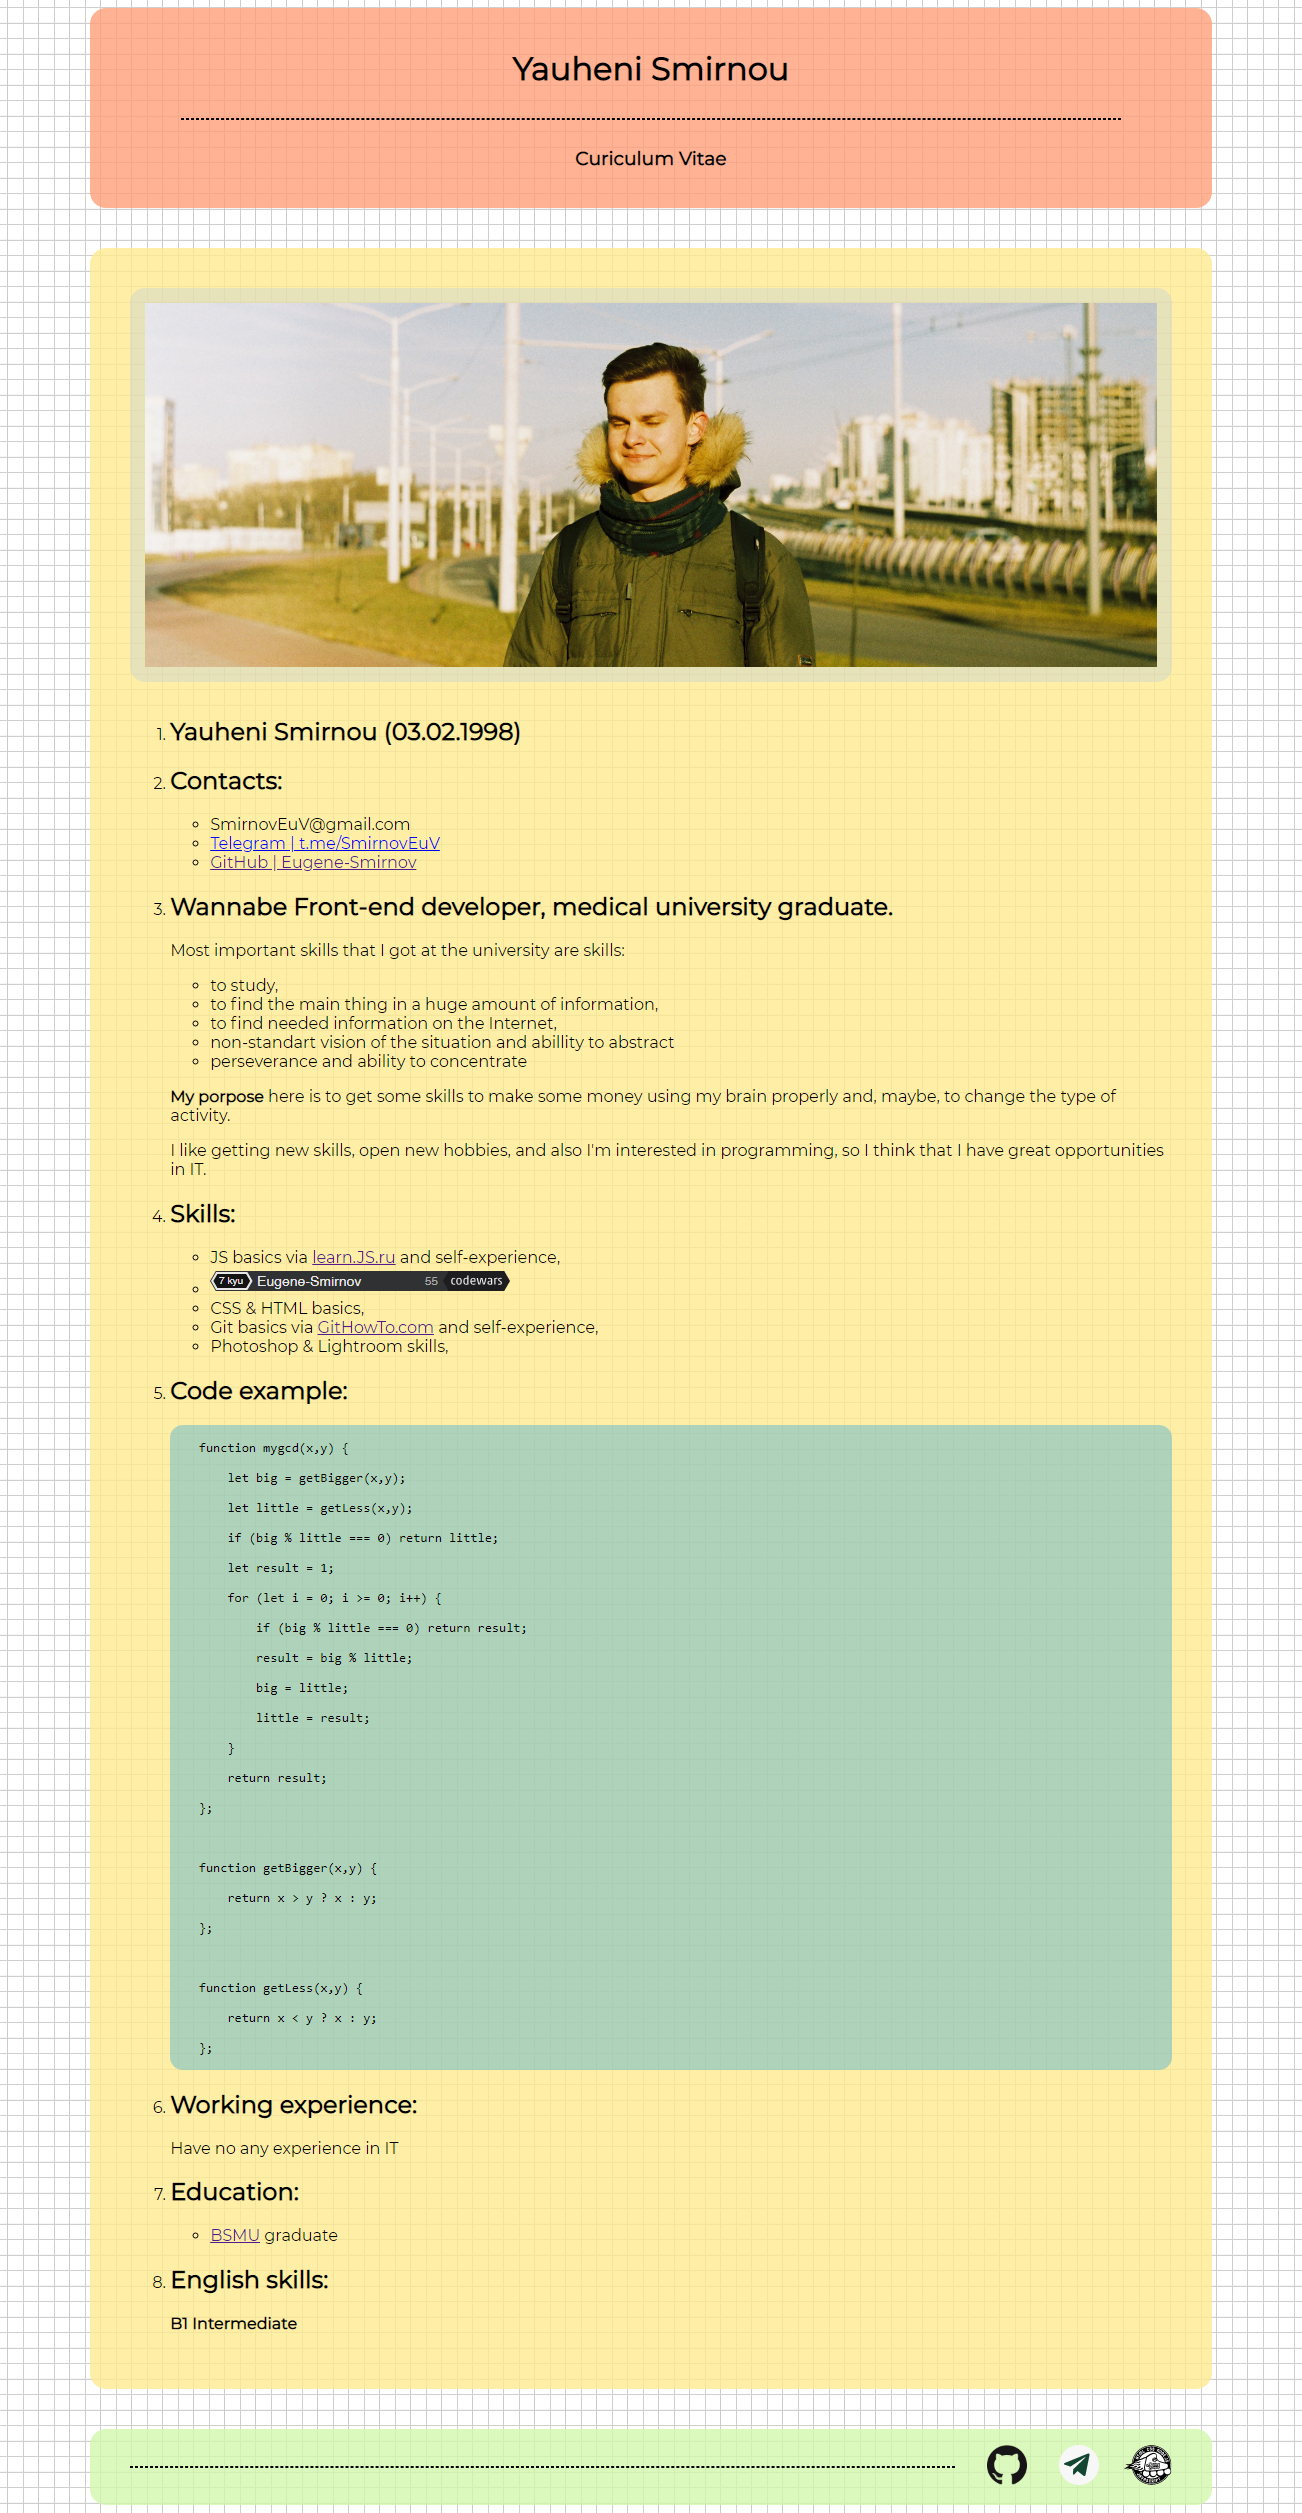 Yauheni Smirnou
Curiculum Vitae
1. Yauheni Smirnou (03.02.1998)
2. Contacts:
SmirnovEuV@gmail.com
Telegram | t.me/SmirnovEuV
GitHub | Eugene-Smirnov
3. Wannabe Front-end developer, medical university graduate.
Most important skills that I got at the university are skills:
to study,
to find the main thing in a huge amount of information,
to find needed information on the Internet,
non-standart vision of the situation and abillity to abstract
perseverance and ability to concentrate
My porpose here is to get some skills to make some money using my brain properly and, maybe, to change the type of
activity.
I like getting new skills, open new hobbies, and also I'm interested in programming, so I think that I have great opportunities
in IT.
4. Skills:
JS basics via learn.JS.ru and self-experience,
7 kyu Eugene-Smirnov 55 codewars
CSS & HTML basics,
Git basics via GitHowTo.com and self-experience,
Photoshop & Lightroom skills,
5. Code example:
function mygcd(x,y) {
let big = getBigger(x,y);
let little = getLess(x,y);
if (big % little === 0) return little;
let result = 1;
for (let i = 0; i >= 0; i++) {
if (big % little === 0) return result;
result = big % little;
big = little;
little = result;
}
return result;
};
function getBigger(x,y) {
return x > y ? x : y;
};
function getLess(x,y) {
return x < y ? x : y;
};
6. Working experience:
Have no any experience in IT
7. Education:
BSMU graduate
8. English skills:
B1 Intermediate